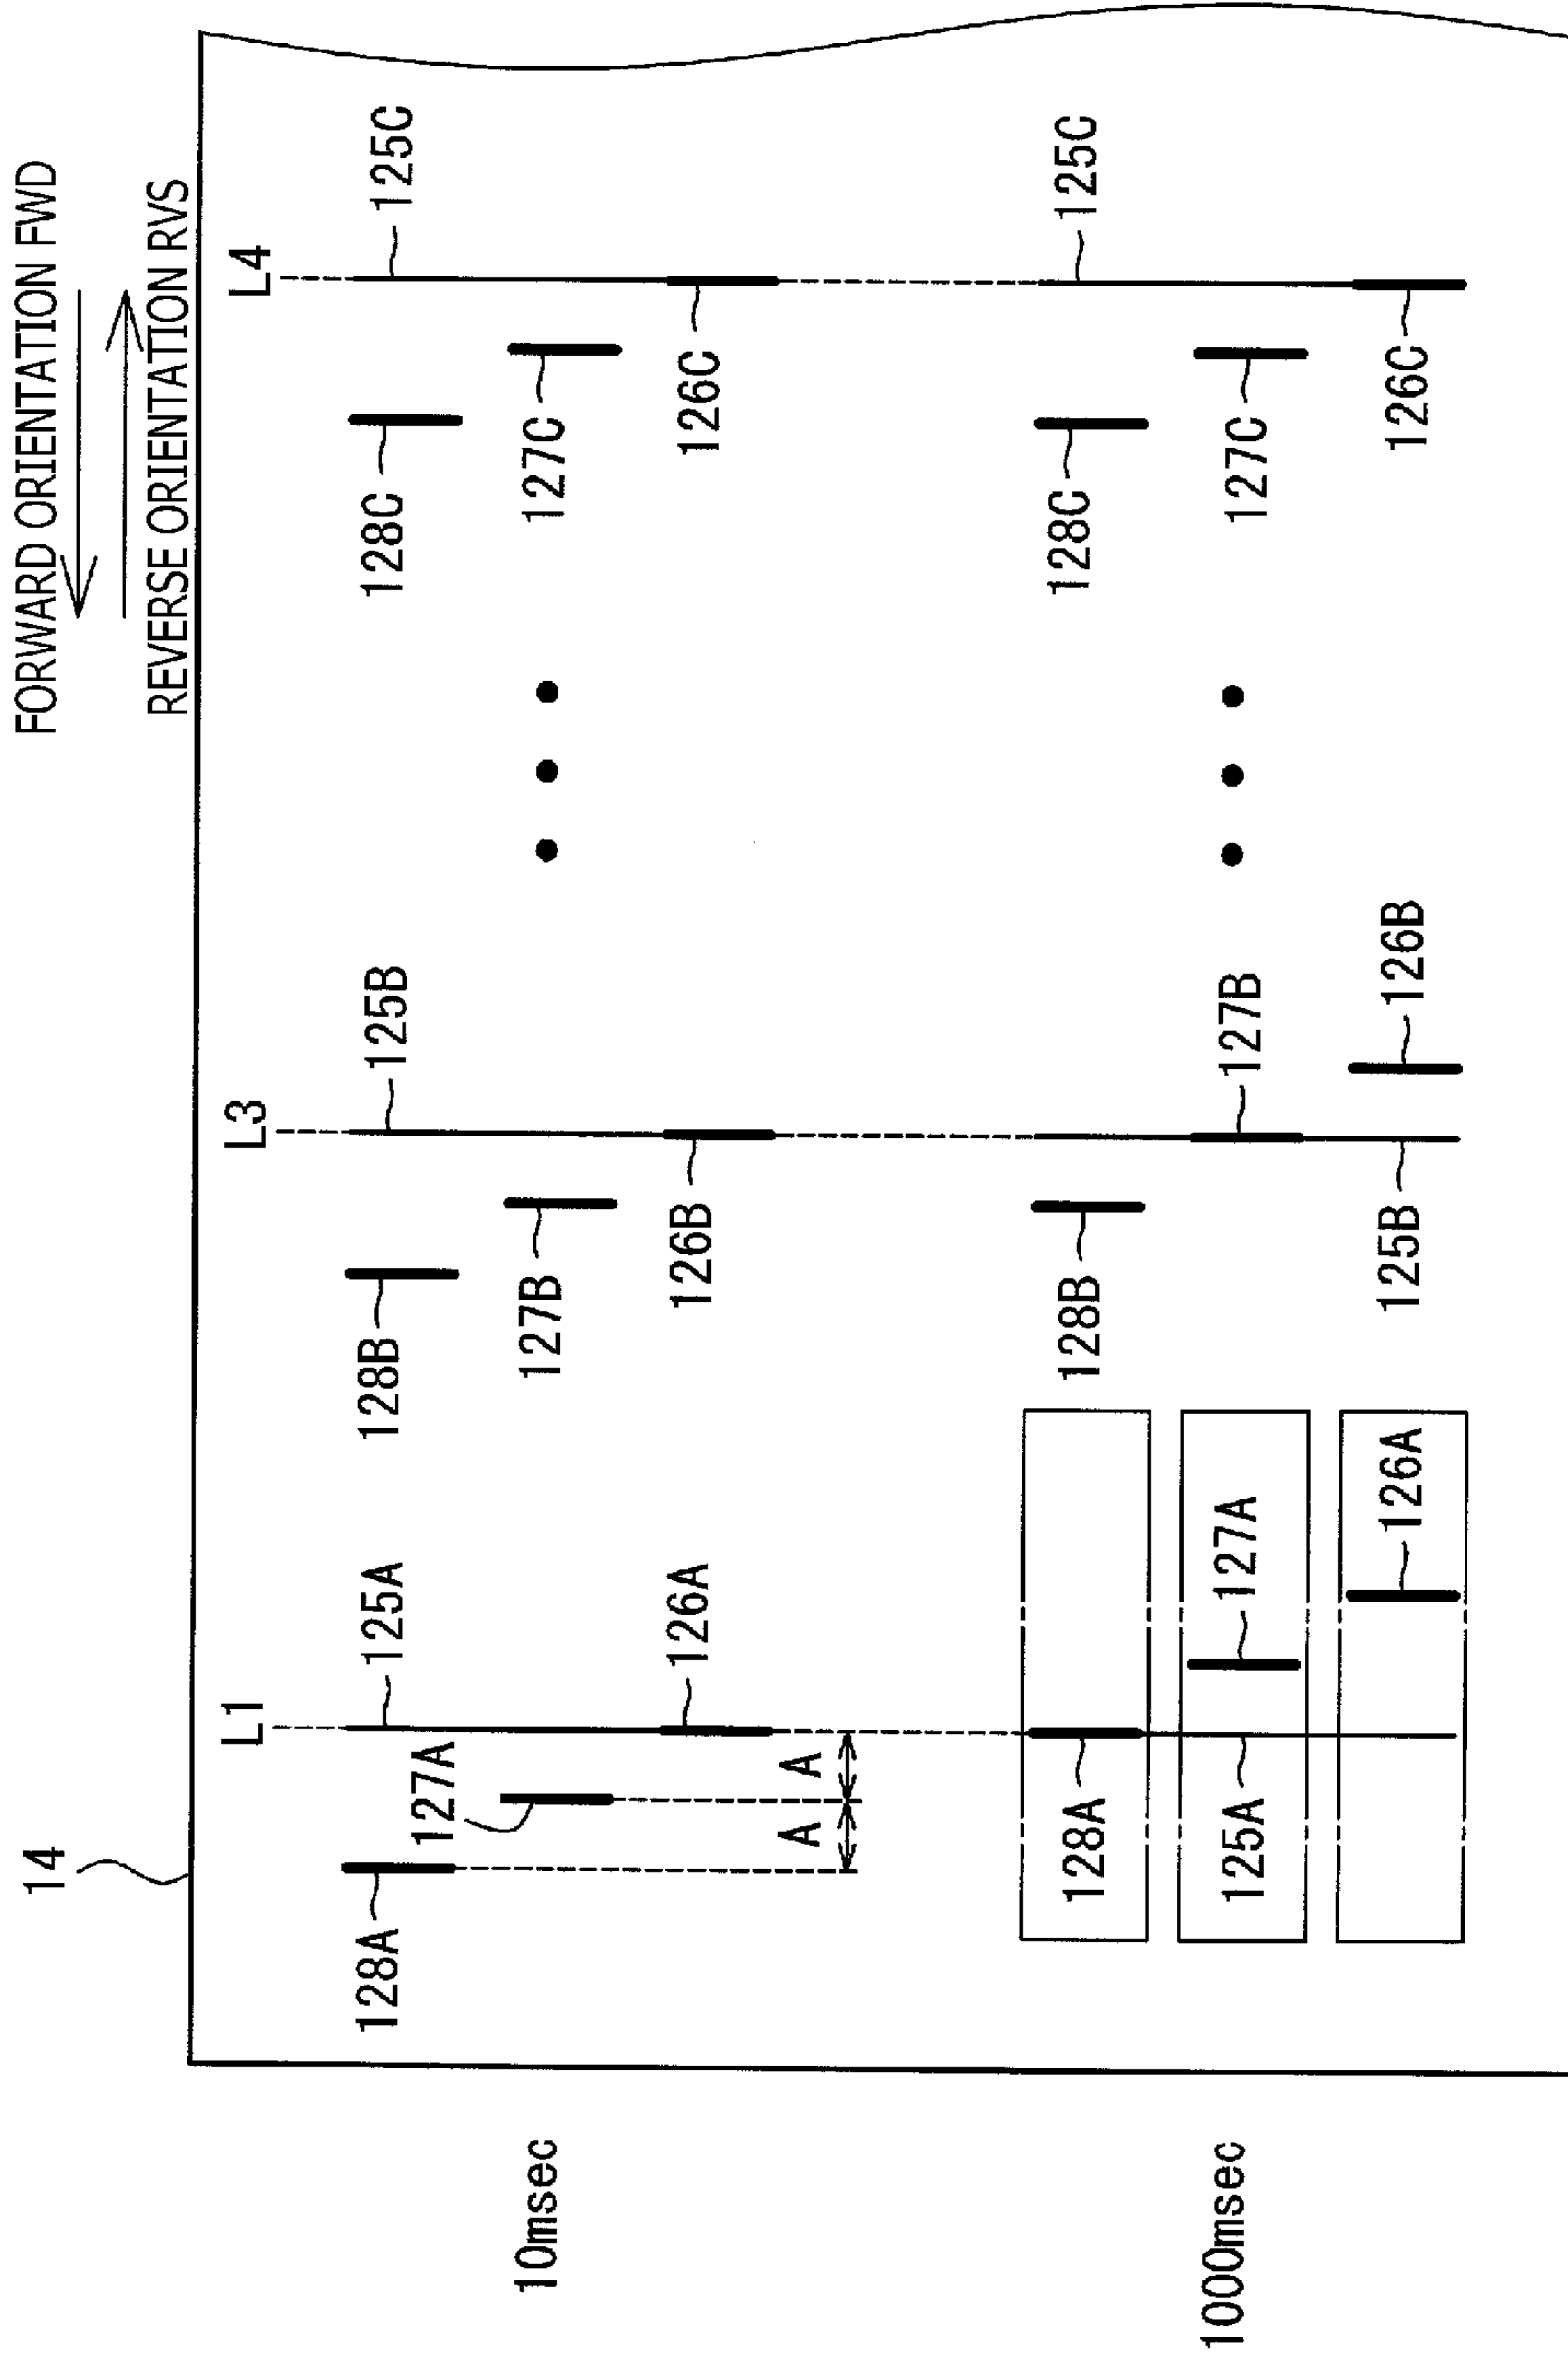 FORWARD ORIENTATION FWD
REVERSE ORIENTATION RVS
14
L1
L3
L4
10msec
128A
127A
125A
126A
A
A
128B
127B
125B
126B
128C
127C
125C
126C
1000msec
128A
125A
127A
126A
128B
127B
125B
126B
128C
127C
125C
126C